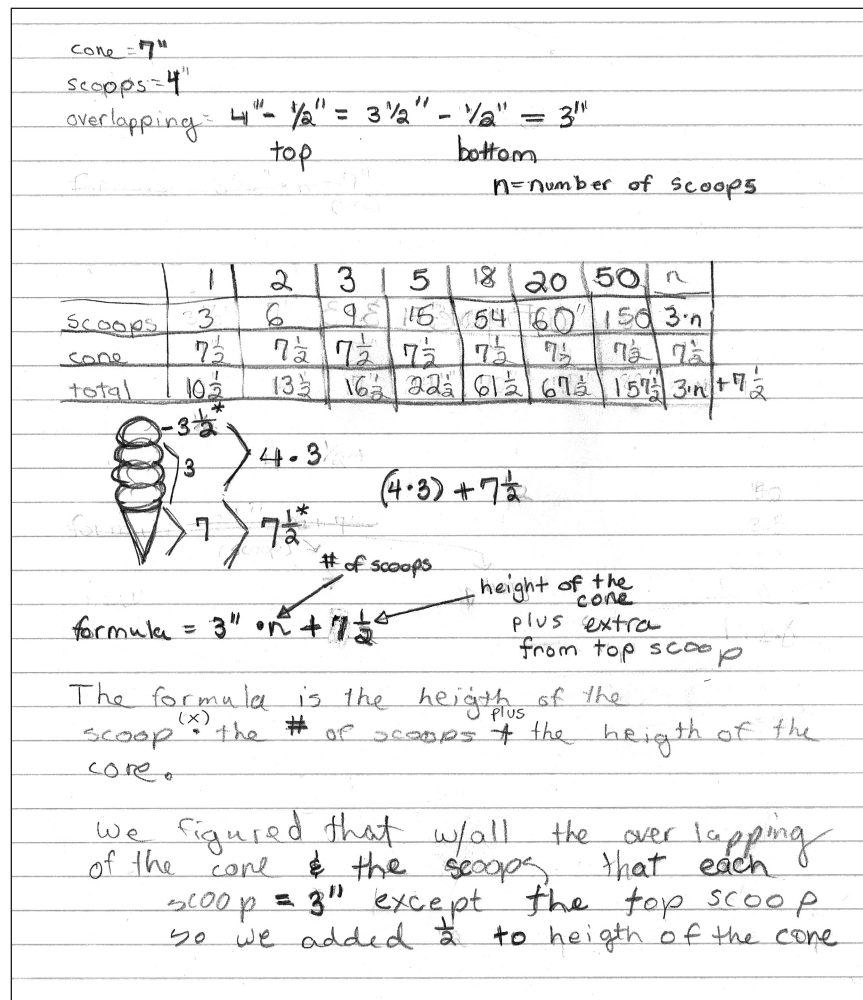 cone = 7"
scoops = 4"
overlapping = 4" - 1/2" = 3 1/2" - 1/2" = 3"
top bottom
n = number of scoops
1 2 3 5 18 20 50 n
scoops 3 6 9 15 54 60" 150 3·n
cone 7 1/2 7 1/2 7 1/2 7 1/2 7 1/2 7 1/2 7 1/2 7 1/2
total 10 1/2 13 1/2 16 1/2 22 1/2 61 1/2 67 1/2 157 1/2 3·n + 7 1/2
- 3 1/2*
3
4 · 3
(4·3) + 7 1/2
7
7 1/2*
# of scoops
height of the
cone
plus extra
from top scoop
formula = 3" · n + 7 1/2
The formula is the heigth of the
(x) plus
scoop · the # of scoops + the heigth of the
cone.
we figured that w/all the over lapping
of the cone & the scoops that each
scoop = 3" except the top scoop
so we added 1/2 to heigth of the cone